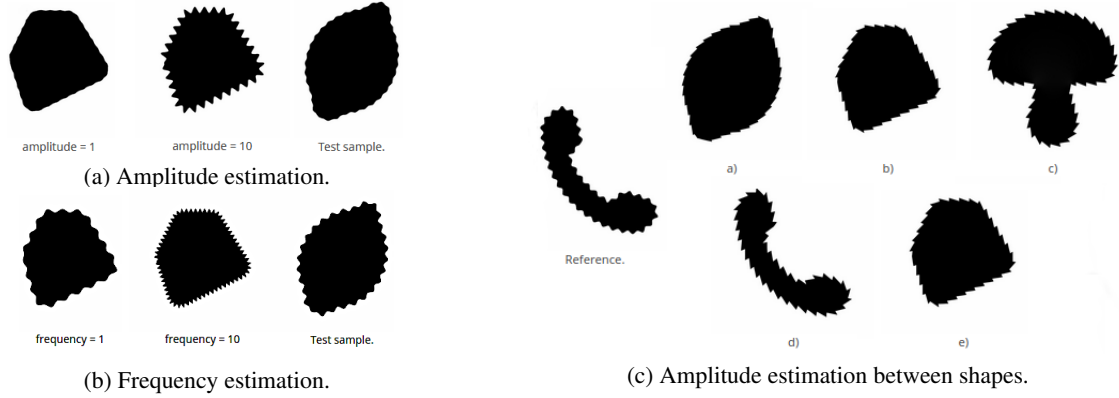 amplitude = 1
amplitude = 10
Test sample.
(a) Amplitude estimation.
frequency = 1
frequency = 10
Test sample.
(b) Frequency estimation.
Reference.
a)
b)
c)
d)
e)
(c) Amplitude estimation between shapes.